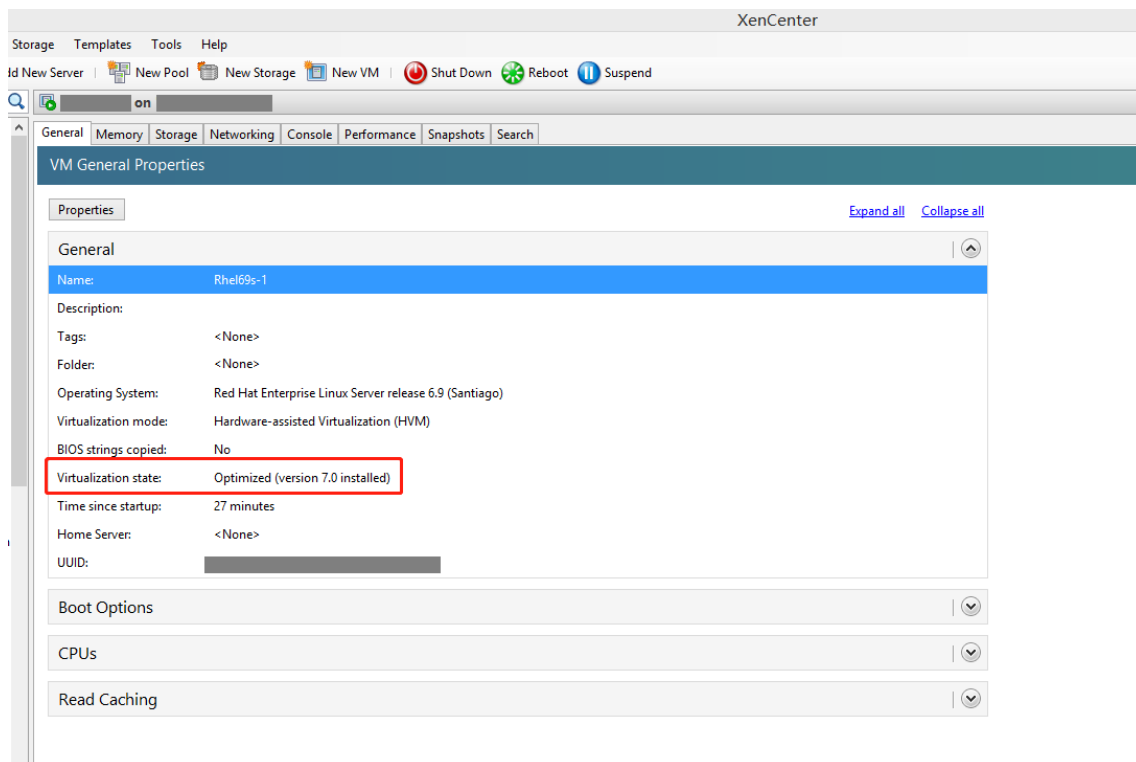 XenCenter
Storage Templates Tools Help
dd New Server New Pool New Storage New VM Shut Down Reboot Suspend
on
General Memory Storage Networking Console Performance Snapshots Search
VM General Properties
Properties Expand all Collapse all
General
Name: Rhel69s-1
Description:
Tags: <None>
Folder: <None>
Operating System: Red Hat Enterprise Linux Server release 6.9 (Santiago)
Virtualization mode: Hardware-assisted Virtualization (HVM)
BIOS strings copied: No
Virtualization state: Optimized (version 7.0 installed)
Time since startup: 27 minutes
Home Server: <None>
UUID:
Boot Options
CPUs
Read Caching